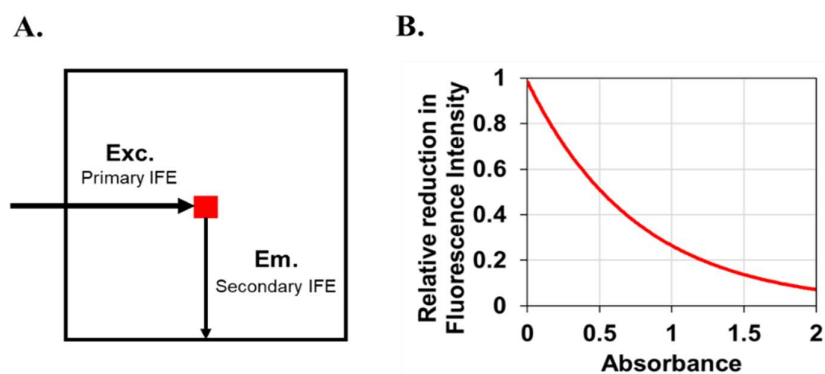 A.
Exc.
Primary IFE
Em.
Secondary IFE
B.
Relative reduction in
Fluorescence Intensity
1
0.8
0.6
0.4
0.2
0
0
0.5
1
1.5
2
Absorbance